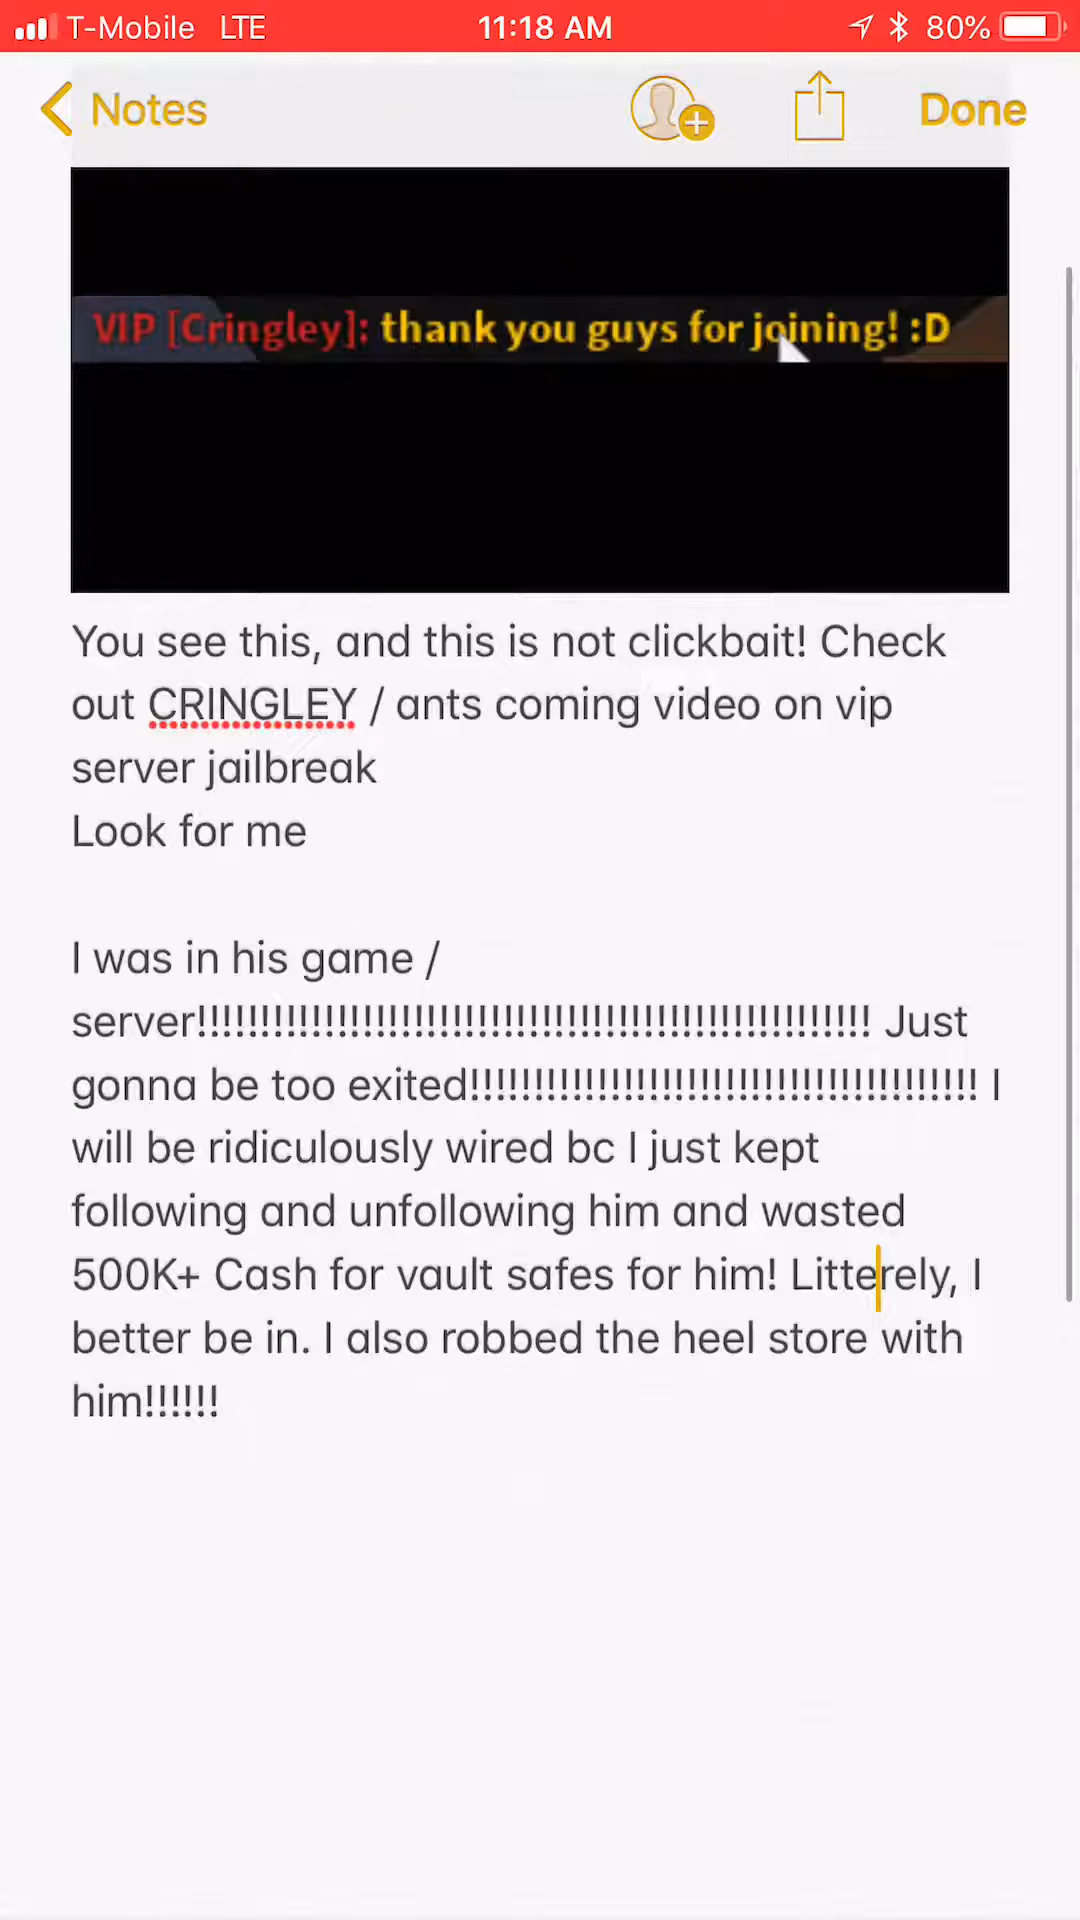 T-Mobile LTE 11:18 AM 80%
Notes Done
VIP [Cringley]: thank you guys for joining! :D
You see this, and this is not clickbait! Check
out CRINGLEY / ants coming video on vip
server jailbreak
Look for me
I was in his game /
server!!!!!!!!!!!!!!!!!!!!!!!!!!!!!!!!!!!!!!!!!!!!!!!!!!!!! Just
gonna be too exited!!!!!!!!!!!!!!!!!!!!!!!!!!!!!!!!!!!!!!!! I
will be ridiculously wired bc I just kept
following and unfollowing him and wasted
500K+ Cash for vault safes for him! Litterely, I
better be in. I also robbed the heel store with
him!!!!!!